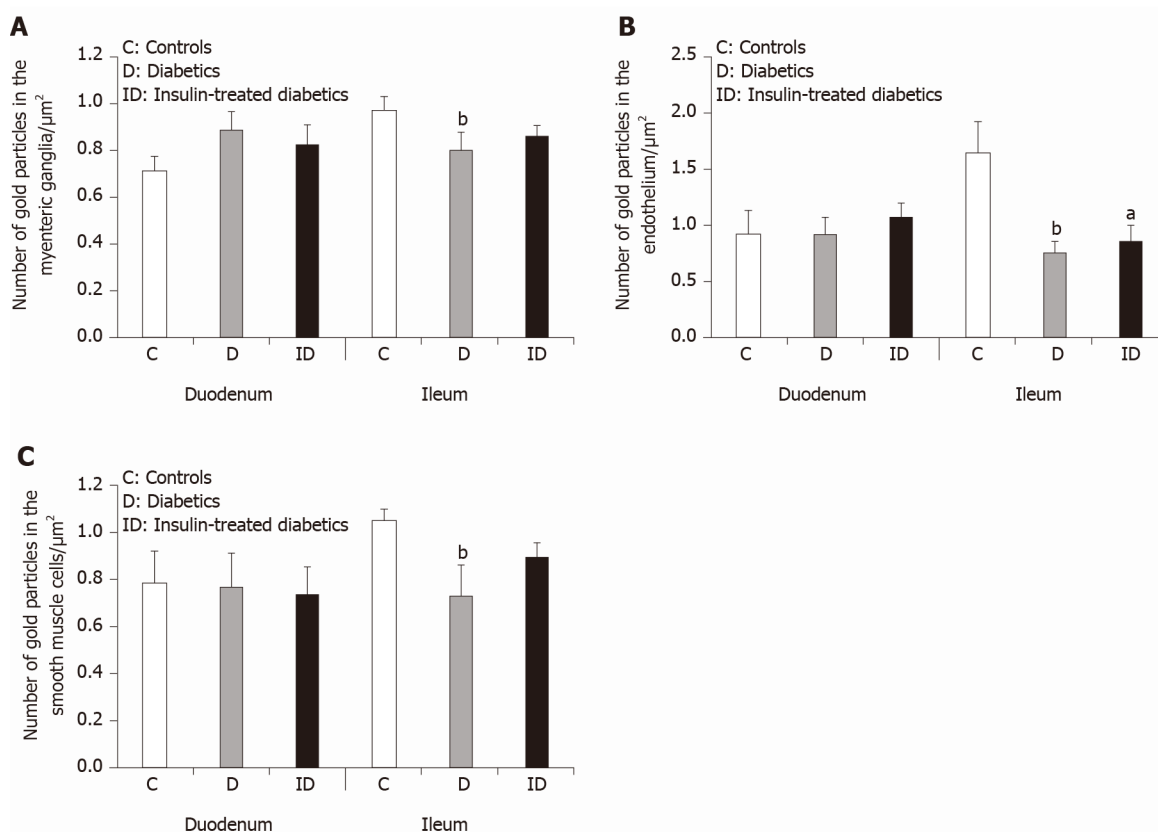 A
C: Controls
D: Diabetics
ID: Insulin-treated diabetics
Number of gold particles in the
myenteric ganglia/µm²
1.2
1.0
0.8
0.6
0.4
0.2
0.0
b
C D ID C D ID
Duodenum Ileum
B
C: Controls
D: Diabetics
ID: Insulin-treated diabetics
Number of gold particles in the
endothelium/µm²
2.5
2.0
1.5
1.0
0.5
0.0
b a
C D ID C D ID
Duodenum Ileum
C
C: Controls
D: Diabetics
ID: Insulin-treated diabetics
Number of gold particles in the
smooth muscle cells/µm²
1.2
1.0
0.8
0.6
0.4
0.2
0.0
b
C D ID C D ID
Duodenum Ileum